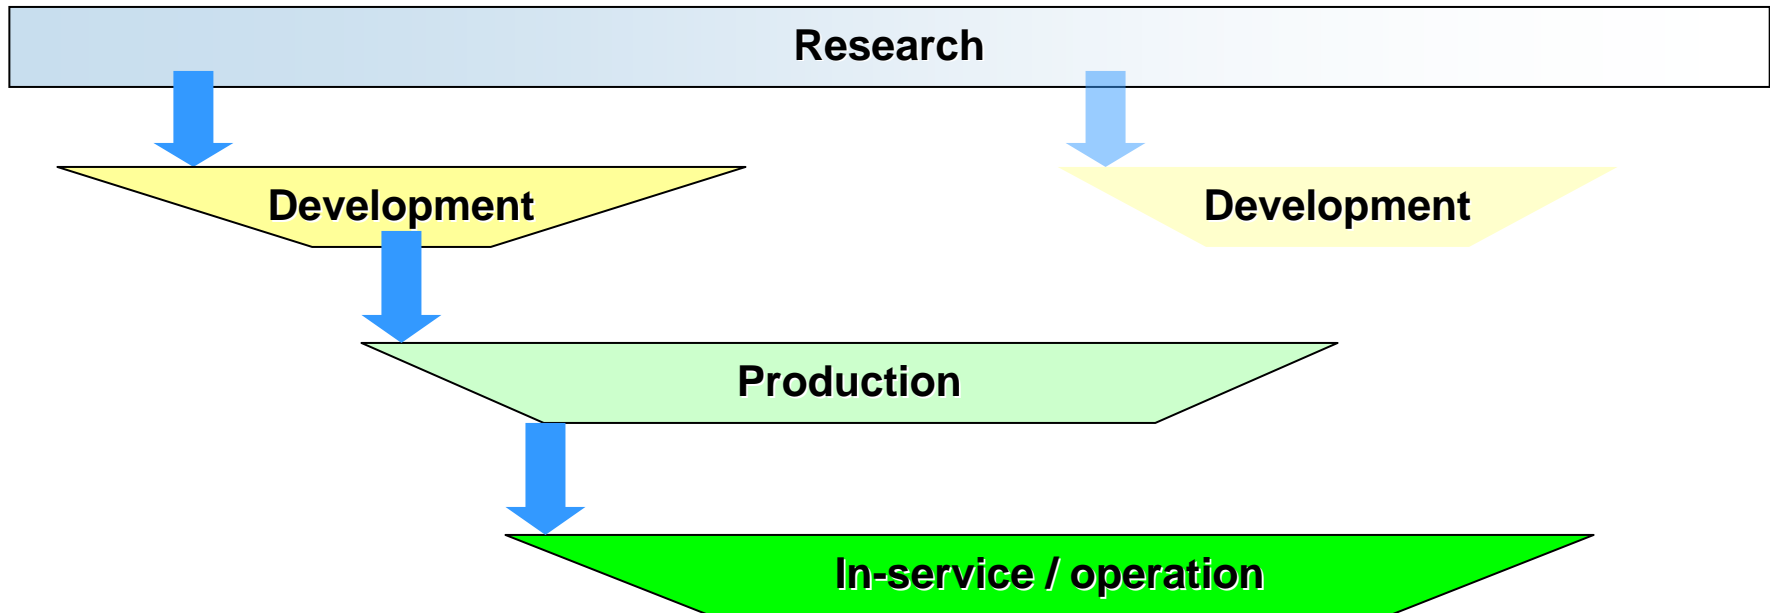 Research
Development
Development
Production
In-service / operation